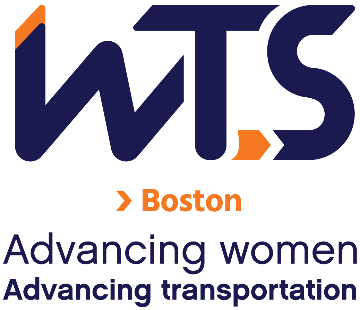 WTS
Boston
Advancing women
Advancing transportation